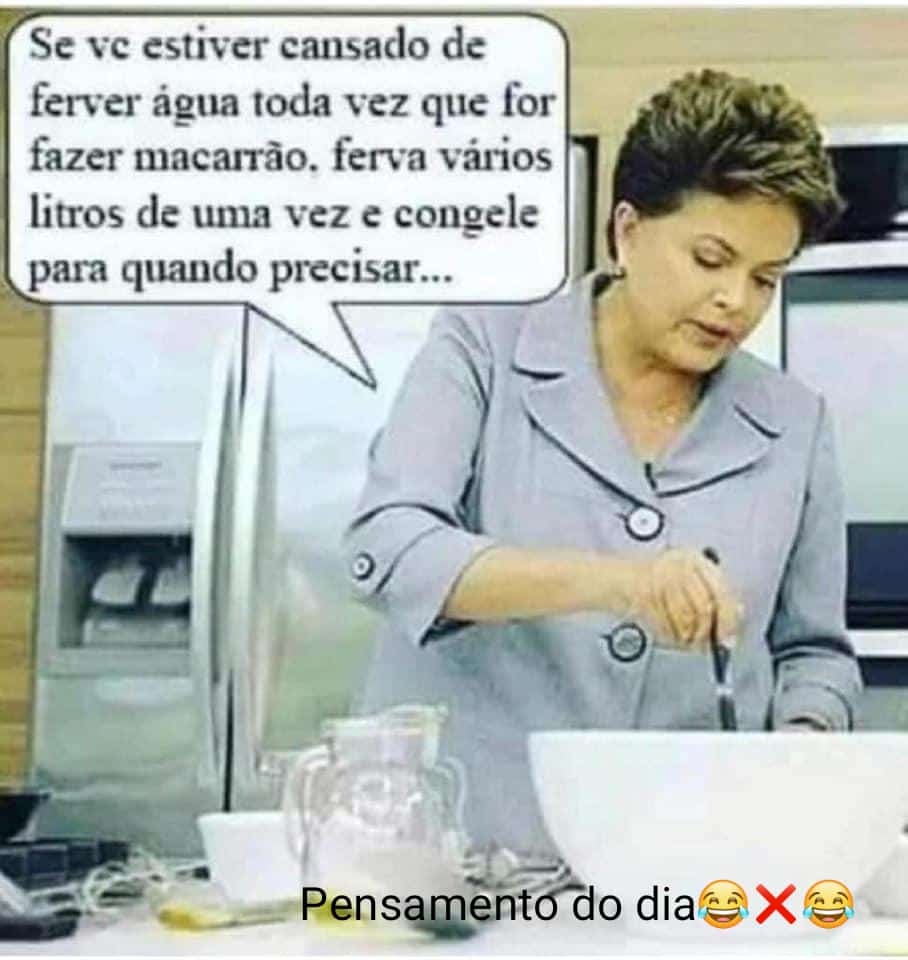 Se vc estiver cansado de
ferver água toda vez que for
fazer macarrão. ferva vários
litros de uma vez e congele
para quando precisar...
Pensamento do dia😂❌😂